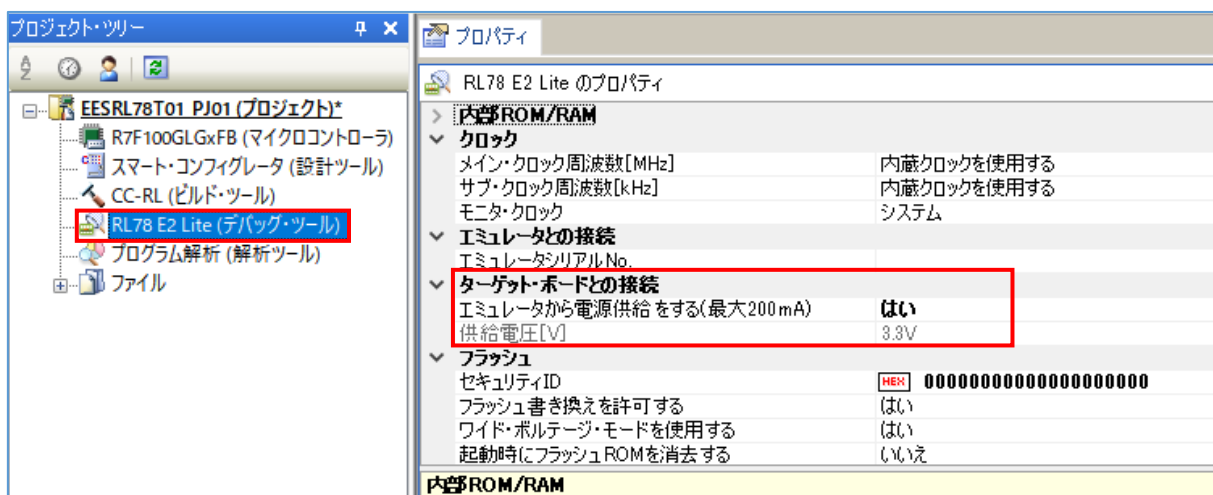 プロジェクト・ツリー
EESRL78T01_PJ01 (プロジェクト)*
R7F100GLGxFB (マイクロコントローラ)
スマート・コンフィグレータ (設計ツール)
CC-RL (ビルド・ツール)
RL78 E2 Lite (デバッグ・ツール)
プログラム解析 (解析ツール)
ファイル
プロパティ
RL78 E2 Lite のプロパティ
内部ROM/RAM
クロック
メイン・クロック周波数[MHz] 内蔵クロックを使用する
サブ・クロック周波数[kHz] 内蔵クロックを使用する
モニタ・クロック システム
エミュレータとの接続
エミュレータシリアルNo.
ターゲット・ボードとの接続
エミュレータから電源供給をする(最大200mA) はい
供給電圧[V] 3.3V
フラッシュ
セキュリティID HEX 00000000000000000000
フラッシュ書き換えを許可する はい
ワイド・ボルテージ・モードを使用する はい
起動時にフラッシュROMを消去する いいえ
内部ROM/RAM